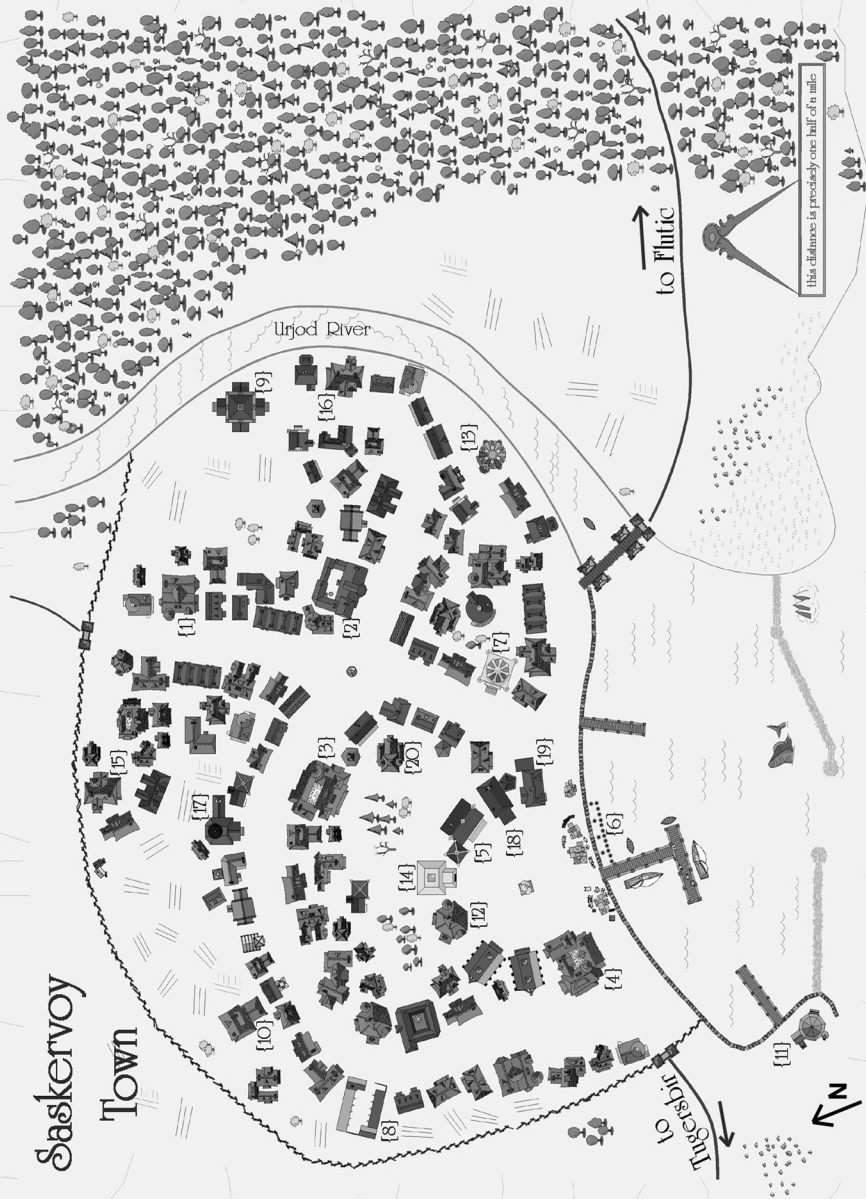 Saskervoy
Town
{15}
{1}
{17}
{10}
{9}
Urjod River
{3}
{16}
{2}
{8}
{14}
{20}
{13}
{12}
{5}
{7}
{18}
{19}
{4}
{6}
to Flutic
to
Tugersbir
{11}
this distance is precisely one half of a mile
N